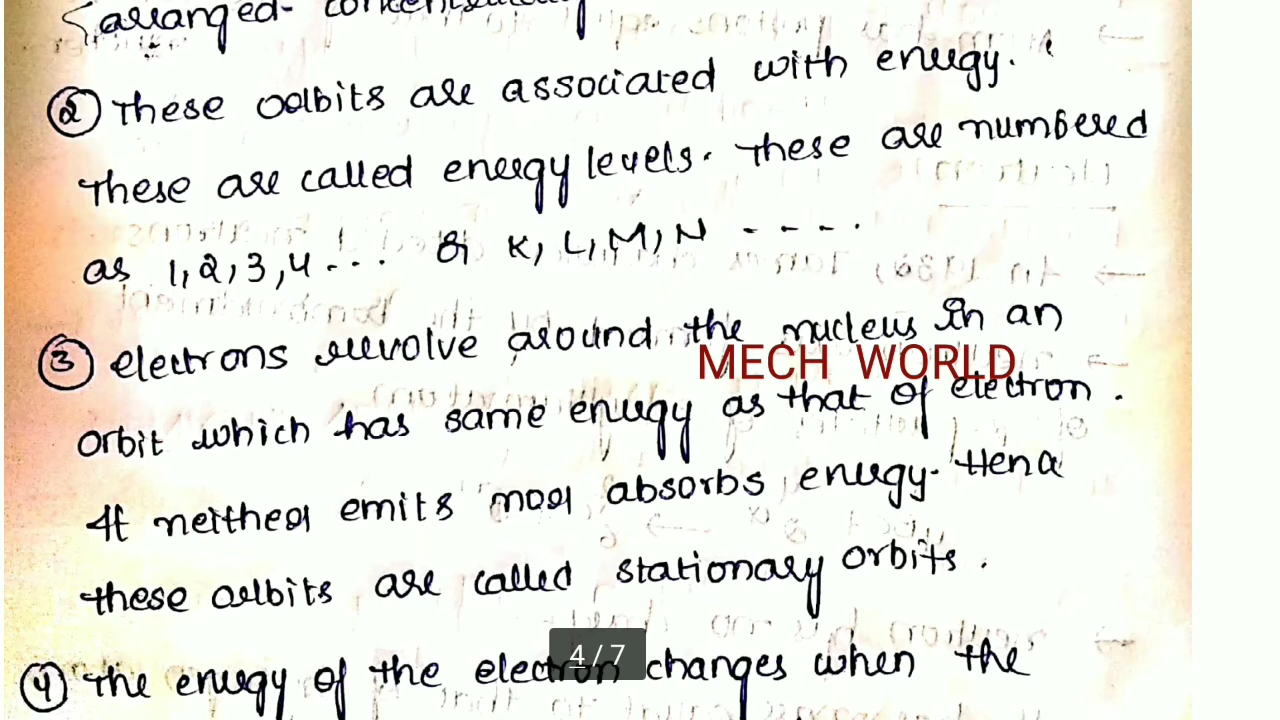 arranged- concentrically
② These orbits are associated with energy.
These are called energy levels. These are numbered
as 1, 2, 3, 4 ... or K, L, M, N - - - - .
③ electrons revolve around the nucleus in an
MECH WORLD
orbit which has same energy as that of electron .
It neither emits nor absorbs energy. Hence
these orbits are called stationary orbits .
4 / 7
④ The energy of the electron changes when the